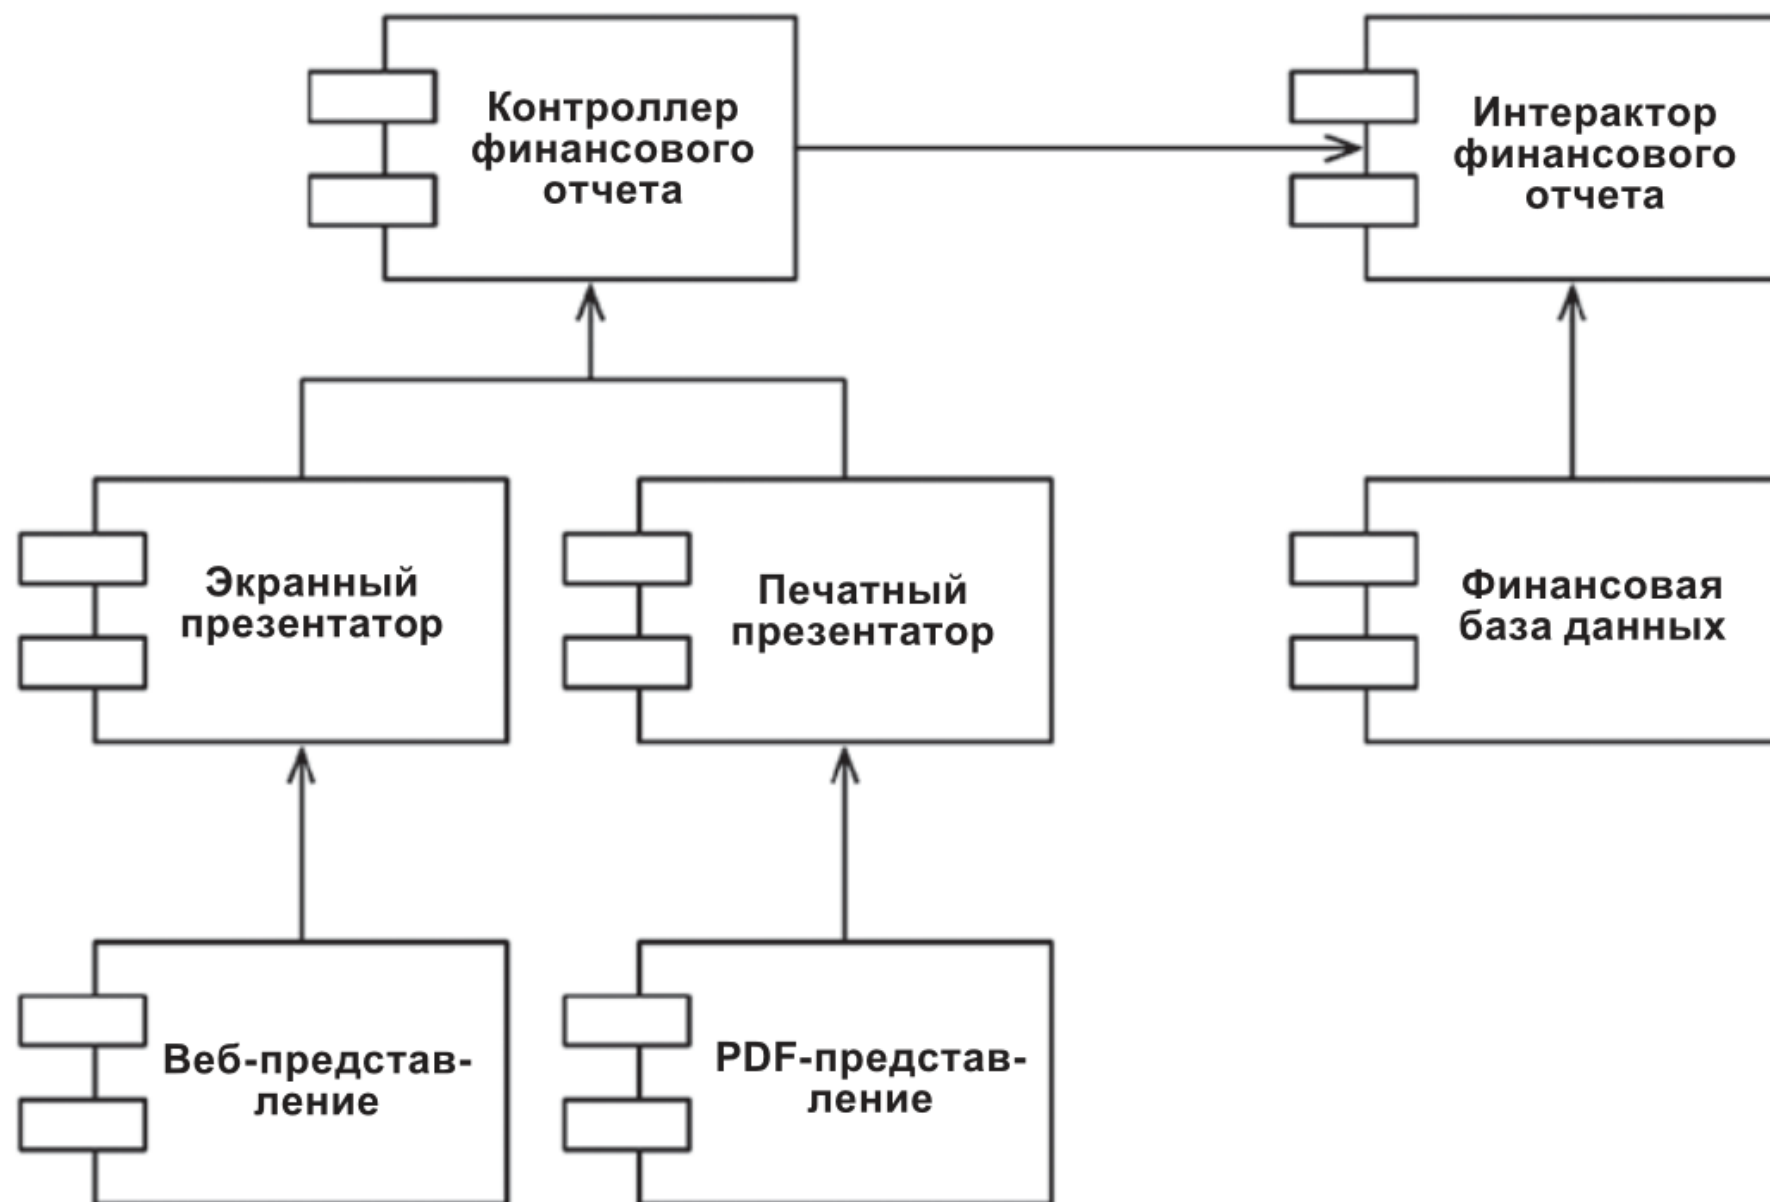 Контроллер
финансового
отчета
Интерактор
финансового
отчета
Экранный
презентатор
Печатный
презентатор
Финансовая
база данных
Веб-представ-
ление
PDF-представ-
ление